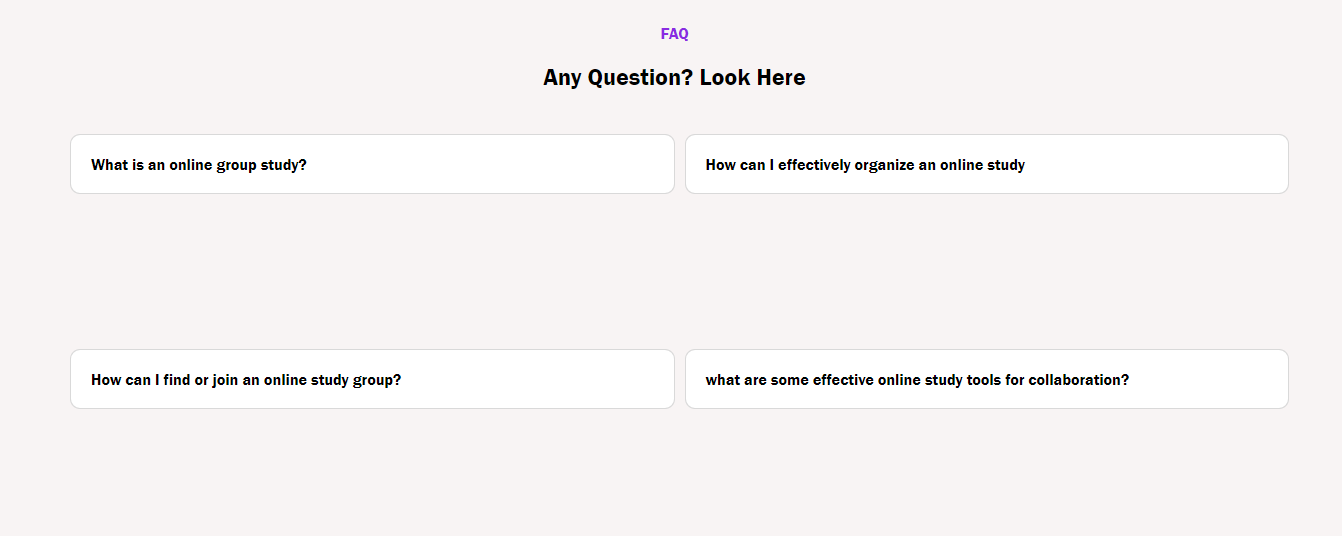 FAQ
Any Question? Look Here
What is an online group study?
How can I effectively organize an online study
How can I find or join an online study group?
what are some effective online study tools for collaboration?